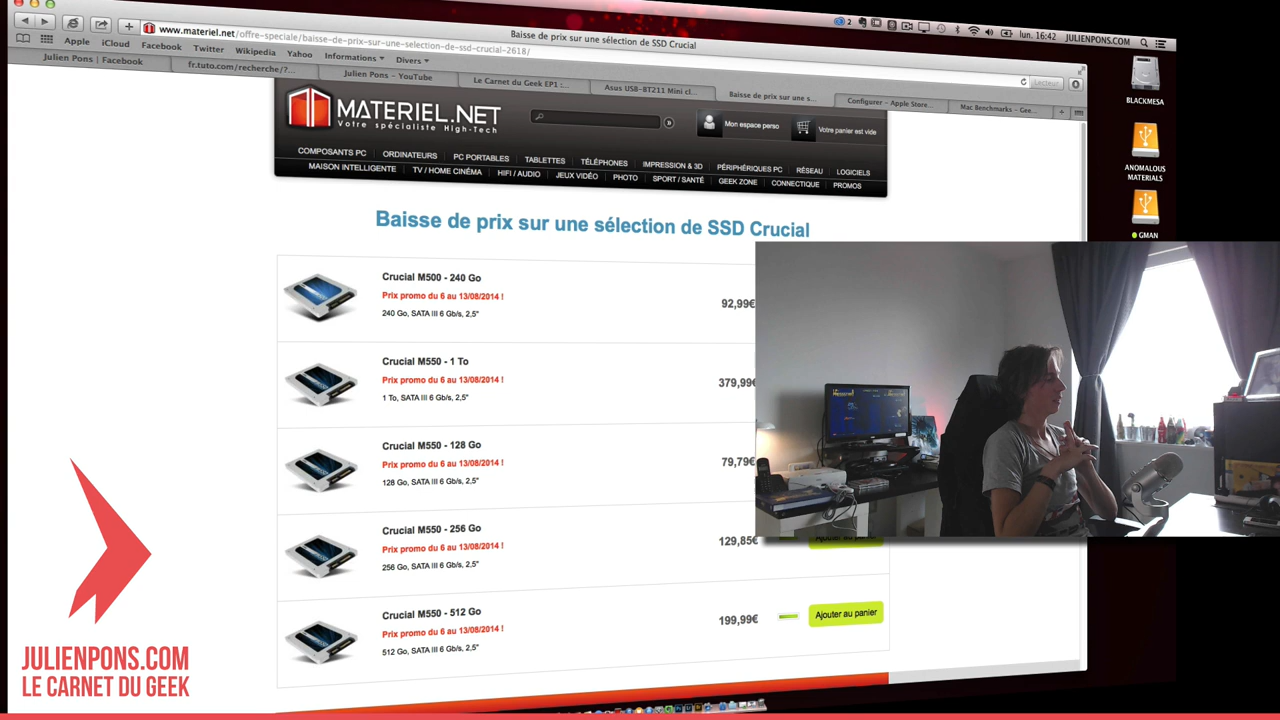 Baisse de prix sur une sélection de SSD Crucial
2
lun. 16:42
JULIENPONS.COM
www.materiel.net/offre-speciale/baisse-de-prix-sur-une-selection-de-ssd-crucial-2618/
Lecteur
Apple
iCloud
Facebook
Twitter
Wikipedia
Yahoo
Informations
Divers
Julien Pons | Facebook
fr.tuto.com/recherche/?...
Julien Pons - YouTube
Le Carnet du Geek EP1 :...
Asus USB-BT211 Mini cl...
Baisse de prix sur une s...
Configurer - Apple Store...
Mac Benchmarks - Gee...
BLACKMESA
ANOMALOUS
MATERIALS
GMAN
MATERIEL.NET
Votre spécialiste High-Tech
Mon espace perso
Votre panier est vide
COMPOSANTS PC
ORDINATEURS
PC PORTABLES
TABLETTES
TÉLÉPHONES
IMPRESSION & 3D
PÉRIPHÉRIQUES PC
RÉSEAU
LOGICIELS
MAISON INTELLIGENTE
TV / HOME CINÉMA
HIFI / AUDIO
JEUX VIDÉO
PHOTO
SPORT / SANTÉ
GEEK ZONE
CONNECTIQUE
PROMOS
Baisse de prix sur une sélection de SSD Crucial
Crucial M500 - 240 Go
Prix promo du 6 au 13/08/2014 !
240 Go, SATA III 6 Gb/s, 2,5"
92,99€
Crucial M550 - 1 To
Prix promo du 6 au 13/08/2014 !
1 To, SATA III 6 Gb/s, 2,5"
379,99€
Crucial M550 - 128 Go
Prix promo du 6 au 13/08/2014 !
128 Go, SATA III 6 Gb/s, 2,5"
79,79€
Crucial M550 - 256 Go
Prix promo du 6 au 13/08/2014 !
256 Go, SATA III 6 Gb/s, 2,5"
129,85€
Ajouter au panier
Crucial M550 - 512 Go
Prix promo du 6 au 13/08/2014 !
512 Go, SATA III 6 Gb/s, 2,5"
199,99€
Ajouter au panier
JULIENPONS.COM
LE CARNET DU GEEK